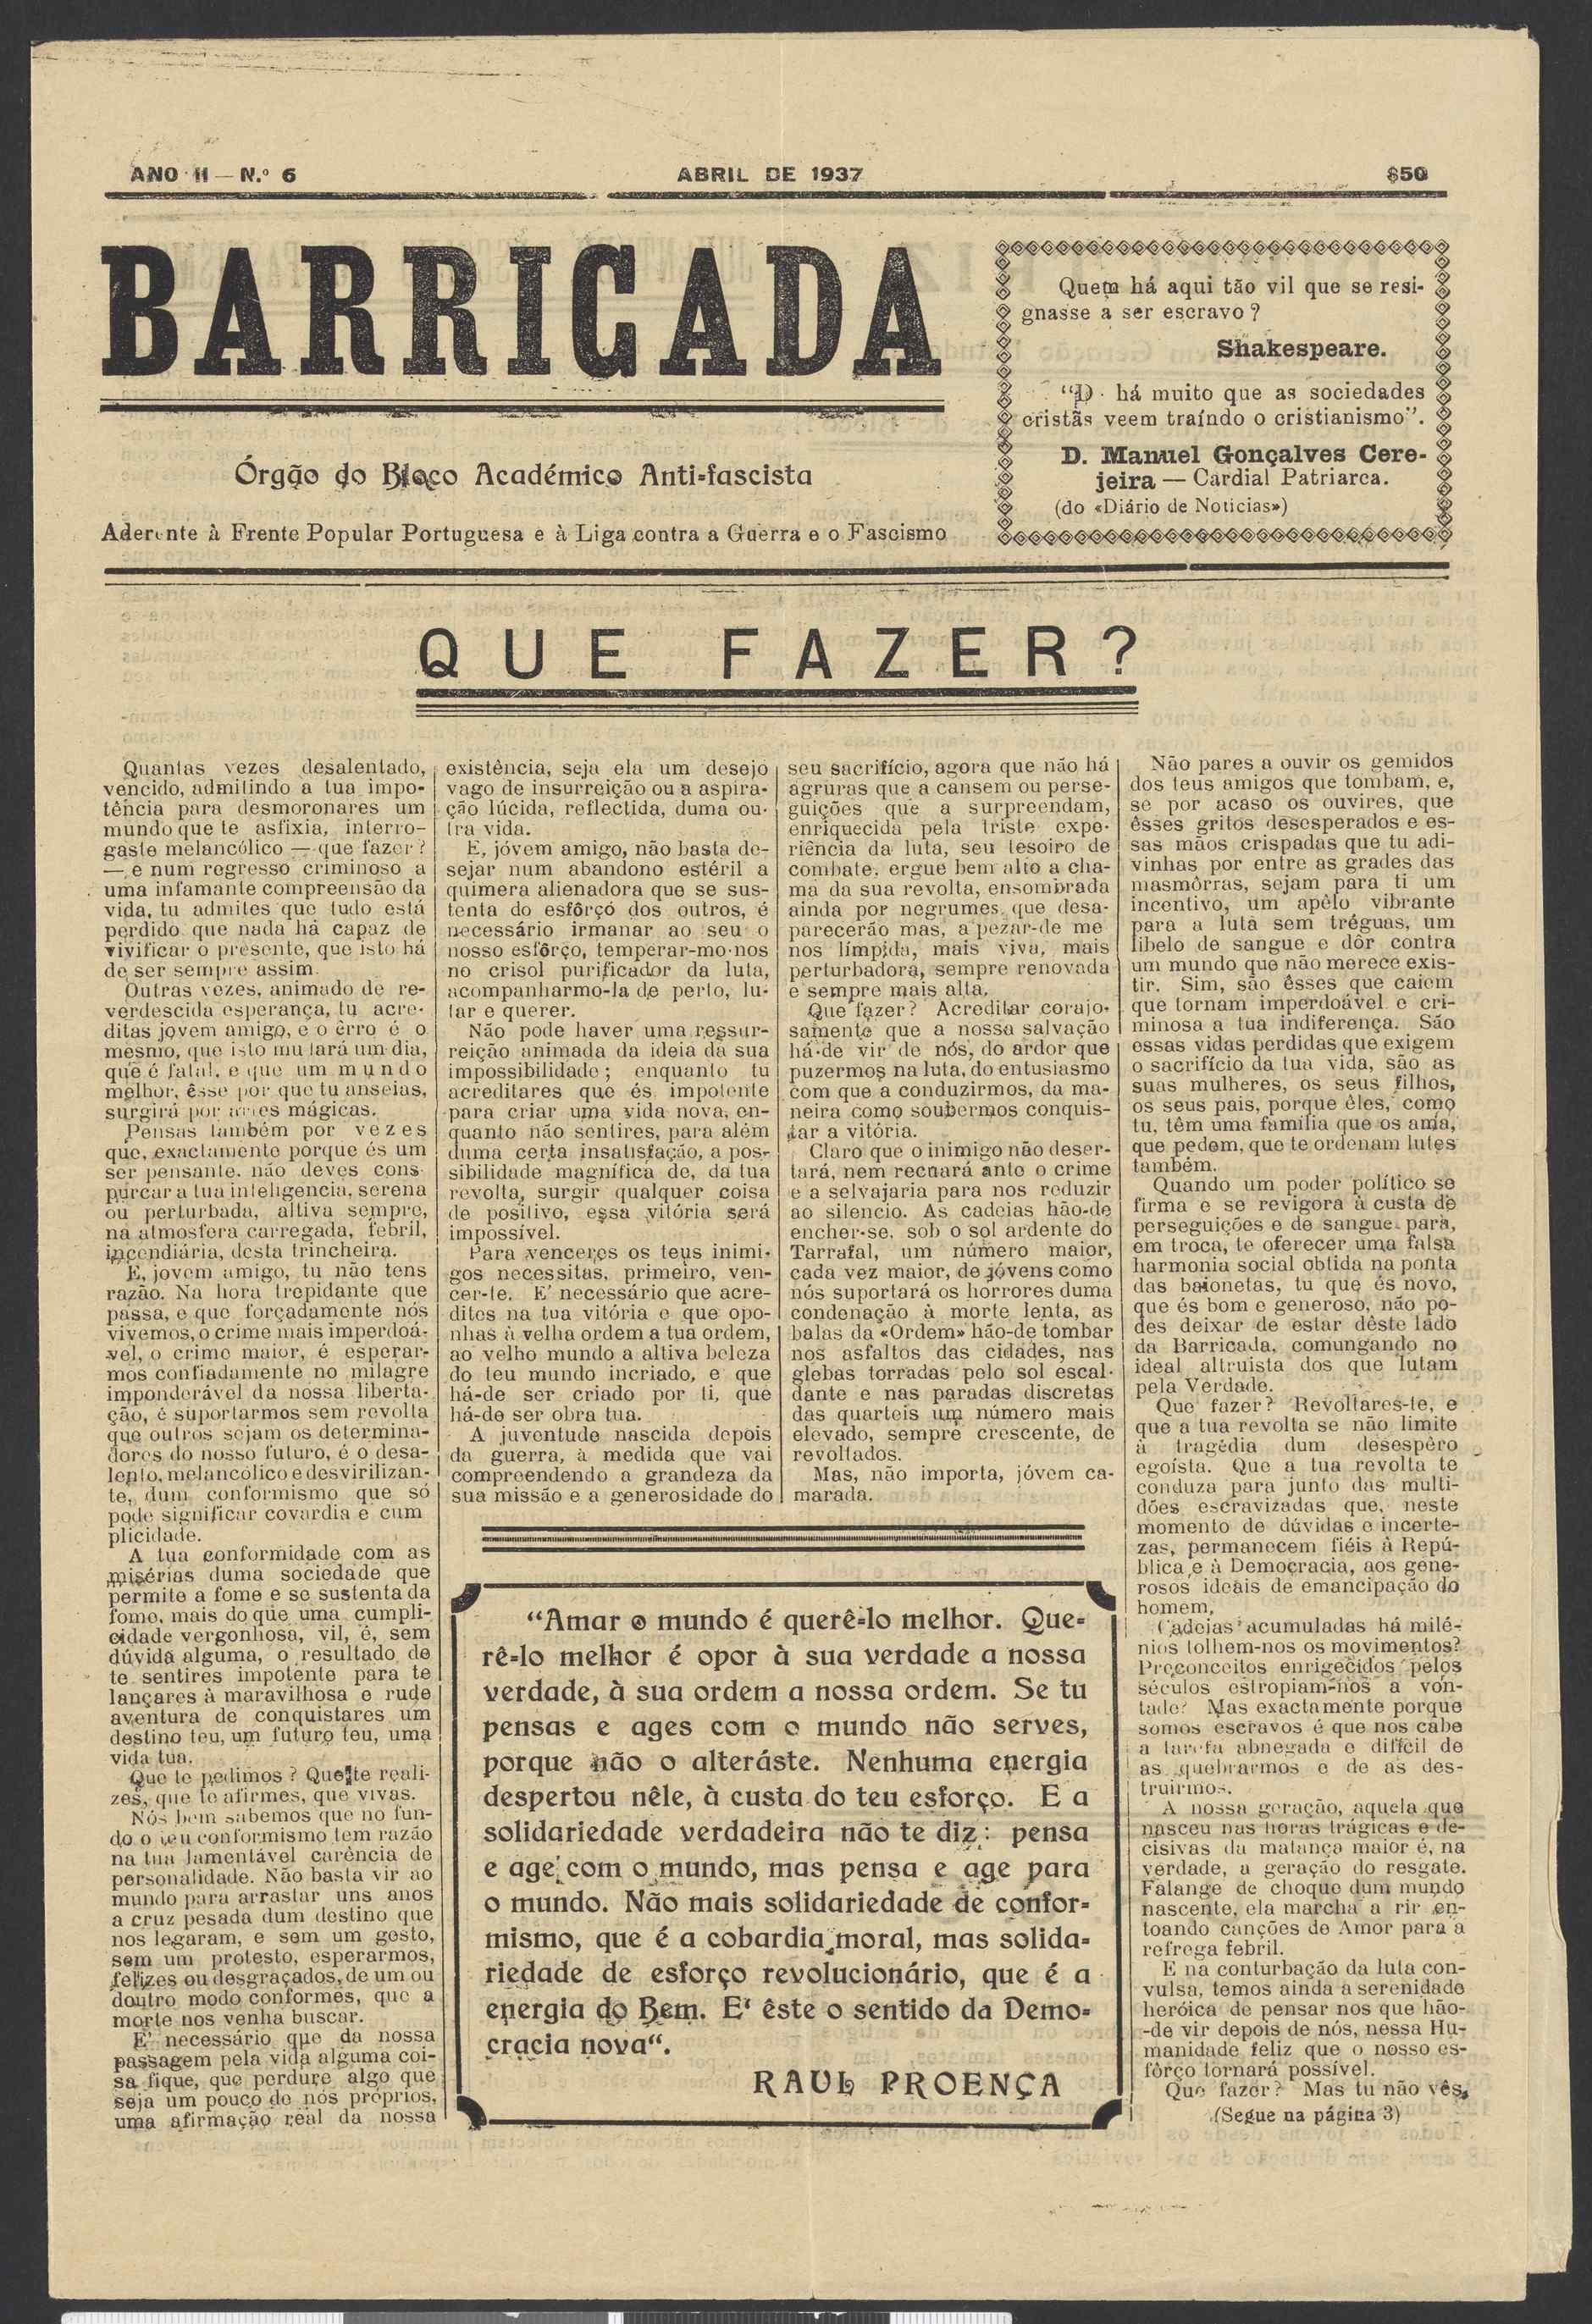 ANO II — N.º 6
ABRIL DE 1937
$50
BARRICADA
Órgão do Bloco Académico Anti-fascista
Aderente à Frente Popular Portuguesa e à Liga contra a Guerra e o Fascismo
Quem há aqui tão vil que se resi-
gnasse a ser escravo?
Shakespeare.
há muito que as sociedades
cristãs veem traíndo o cristianismo".
D. Manuel Gonçalves Cere-
jeira — Cardial Patriarca.
(do «Diário de Noticias»)
QUE FAZER?
Quantas vezes desalentado,
vencido, admitindo a tua impo-
tência para desmoronares um
mundo que te asfixia, interro-
gaste melancólico — que fazer?
— e num regresso criminoso a
uma infamante compreensão da
vida, tu admites que tudo está
perdido que nada há capaz de
vivificar o presente, que isto há
de ser sempre assim.
Outras vezes, animado de re-
verdescida esperança, tu acre-
ditas jovem amigo, e o êrro é o
mesmo, que isto mudará um dia,
que é fatal, e que um mundo
melhor, êsse por que tu anseias,
surgirá por artes mágicas.
Pensas também por vezes
que, exactamente porque és um
ser pensante, não deves cons-
purcar a tua inteligencia, serena
ou perturbada, altiva sempre,
na atmosfera carregada, febril,
incendiária, desta trincheira.
E, jovem amigo, tu não tens
razão. Na hora trepidante que
passa, e que forçadamente nós
vivemos, o crime mais imperdoá-
vel, o crime maior, é esperar-
mos confiadamente no milagre
imponderável da nossa liberta-
ção, é suportarmos sem revolta
que outros sejam os determina-
dores do nosso futuro, é o desa-
lento, melancólico e desvirilizan-
te, dum conformismo que só
pode significar covardia e cum
plicidade.
A tua conformidade com as
misérias duma sociedade que
permite a fome e se sustenta da
fome, mais do que uma cumpli-
cidade vergonhosa, vil, é, sem
dúvida alguma, o resultado de
te sentires impotente para te
lançares à maravilhosa e rude
aventura de conquistares um
destino teu, um futuro teu, uma
vida tua.
Que te pedimos? Que te reali-
zes, que te afirmes, que vivas.
Nós bem sabemos que no fun-
do o teu conformismo tem razão
na tua lamentável carência de
personalidade. Não basta vir ao
mundo para arrastar uns anos
a cruz pesada dum destino que
nos legaram, e sem um gesto,
sem um protesto, esperarmos,
felizes ou desgraçados, de um ou
doutro modo conformes, que a
morte nos venha buscar.
E' necessário que da nossa
passagem pela vida alguma coi-
sa fique, que perdure algo que
seja um pouco de nós próprios,
uma afirmação real da nossa
existência, seja ela um desejo
vago de insurreição ou a aspira-
ção lúcida, reflectida, duma ou-
tra vida.
E, jóvem amigo, não basta de-
sejar num abandono estéril a
quimera alienadora que se sus-
tenta do esfôrço dos outros, é
necessário irmanar ao seu o
nosso esfôrço, temperar-mo-nos
no crisol purificador da luta,
acompanharmo-la de perto, lu-
tar e querer.
Não pode haver uma ressur-
reição animada da ideia da sua
impossibilidade; enquanto tu
acreditares que és impotente
para criar uma vida nova, en-
quanto não sentires, para além
duma certa insatisfação, a pos-
sibilidade magnífica de, da tua
revolta, surgir qualquer coisa
de positivo, essa vitória será
impossível.
Para venceres os teus inimi-
gos necessitas, primeiro, ven-
cer-te. E' necessário que acre-
dites na tua vitória e que opo-
nhas à velha ordem a tua ordem,
ao velho mundo a altiva beleza
do teu mundo incriado, e que
há-de ser criado por ti, que
há-de ser obra tua.
A juventude nascida depois
da guerra, à medida que vai
compreendendo a grandeza da
sua missão e a generosidade do
seu sacrifício, agora que não há
agruras que a cansem ou perse-
guições que a surpreendam,
enriquecida pela triste expe-
riência da luta, seu tesoiro de
combate, ergue bem alto a cha-
ma da sua revolta, ensombrada
ainda por negrumes que desa-
parecerão mas, a pezar-de me
nos límpida, mais viva, mais
perturbadora, sempre renovada
e sempre mais alta.
Que fazer? Acreditar corajo-
samente que a nossa salvação
há-de vir de nós, do ardor que
puzermos na luta, do entusiasmo
com que a conduzirmos, da ma-
neira como soubermos conquis-
tar a vitória.
Claro que o inimigo não deser-
tará, nem recuará ante o crime
e a selvajaria para nos reduzir
ao silencio. As cadeias hão-de
encher-se, sob o sol ardente do
Tarrafal, um número maior,
cada vez maior, de jóvens como
nós suportará os horrores duma
condenação à morte lenta, as
balas da «Ordem» hão-de tombar
nos asfaltos das cidades, nas
glebas torradas pelo sol escal-
dante e nas paradas discretas
das quarteis um número mais
elevado, sempre crescente, de
revoltados.
Mas, não importa, jóvem ca-
marada.
"Amar o mundo é querê-lo melhor. Que-
rê-lo melhor é opor à sua verdade a nossa
verdade, à sua ordem a nossa ordem. Se tu
pensas e ages com o mundo não serves,
porque não o alteráste. Nenhuma energia
despertou nêle, à custa do teu esforço. E a
solidariedade verdadeira não te diz: pensa
e age com o mundo, mas pensa e age para
o mundo. Não mais solidariedade de confor-
mismo, que é a cobardia moral, mas solida-
riedade de esforço revolucionário, que é a
energia do Bem. E' êste o sentido da Demo-
cracia nova".
RAUL PROENÇA
Não pares a ouvir os gemidos
dos teus amigos que tombam, e,
se por acaso os ouvires, que
êsses gritos desesperados e es-
sas mãos crispadas que tu adi-
vinhas por entre as grades das
masmôrras, sejam para ti um
incentivo, um apêlo vibrante
para a luta sem tréguas, um
libelo de sangue e dôr contra
um mundo que não merece exis-
tir. Sim, são êsses que caiem
que tornam imperdoável e cri-
minosa a tua indiferença. São
essas vidas perdidas que exigem
o sacrifício da tua vida, são as
suas mulheres, os seus filhos,
os seus pais, porque êles, como
tu, têm uma familia que os ama,
que pedem, que te ordenam lutes
também.
Quando um poder político se
firma e se revigora à custa de
perseguições e de sangue para,
em troca, te oferecer uma falsa
harmonia social obtida na ponta
das baionetas, tu que és novo,
que és bom e generoso, não po-
des deixar de estar dêste lado
da Barricada, comungando no
ideal altruista dos que lutam
pela Verdade.
Que fazer? Revoltares-te, e
que a tua revolta se não limite
à tragédia dum desespêro
egoísta. Que a tua revolta te
conduza para junto das multi-
dões escravizadas que, neste
momento de dúvidas e incerte-
zas, permanecem fiéis à Repú-
blica e à Democracia, aos gene-
rosos ideais de emancipação do
homem.
Cadeias acumuladas há milé-
nios tolhem-nos os movimentos?
Preconceitos enrigecidos pelos
séculos estropiam-nos a von-
tade? Mas exactamente porque
somos escravos é que nos cabe
a tarefa abnegada e difícil de
as quebrarmos e de as des-
truirmos.
A nossa geração, aquela que
nasceu nas horas trágicas e de-
cisivas da matança maior é, na
verdade, a geração do resgate.
Falange de choque dum mundo
nascente, ela marcha a rir en-
toando canções de Amor para a
refrega febril.
E na conturbação da luta con-
vulsa, temos ainda a serenidade
heróica de pensar nos que hão-
-de vir depois de nós, nessa Hu-
manidade feliz que o nosso es-
fôrço tornará possível.
Que fazer? Mas tu não vês,
(Segue na página 3)